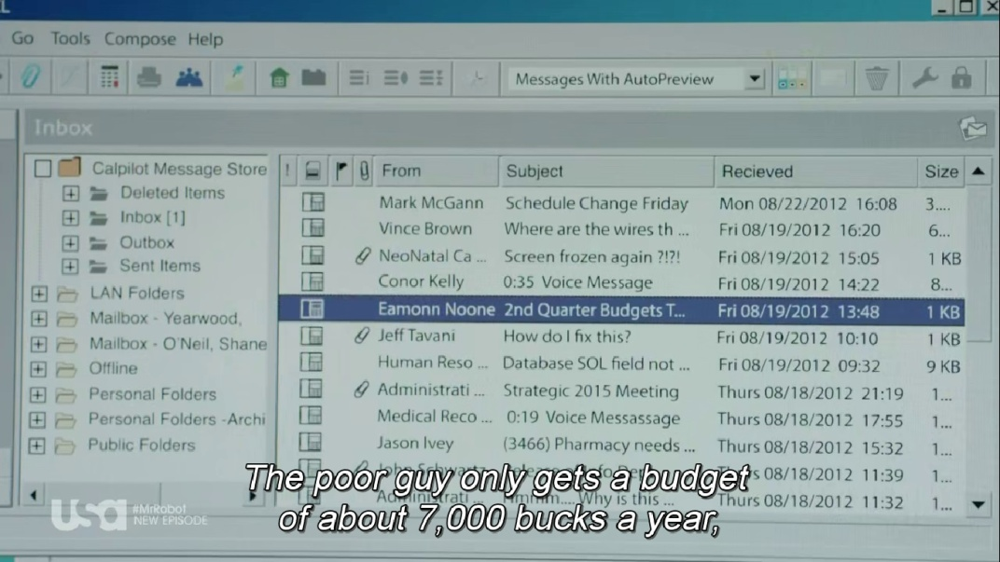 L
Go Tools Compose Help
Messages With AutoPreview
Inbox
Calpilot Message Store
Deleted Items
Inbox [1]
Outbox
Sent Items
LAN Folders
Mailbox - Yearwood,
Mailbox - O'Neil, Shane
Offline
Personal Folders
Personal Folders -Archi
Public Folders
! From Subject Recieved Size
Mark McGann Schedule Change Friday Mon 08/22/2012 16:08 3....
Vince Brown Where are the wires th ... Fri 08/19/2012 16:20 6...
NeoNatal Ca ... Screen frozen again ?!?! Fri 08/19/2012 15:05 1 KB
Conor Kelly 0:35 Voice Message Fri 08/19/2012 14:22 8...
Eamonn Noone 2nd Quarter Budgets T... Fri 08/19/2012 13:48 1 KB
Jeff Tavani How do I fix this? Fri 08/19/2012 10:10 1 KB
Human Reso ... Database SOL field not ... Fri 08/19/2012 09:32 9 KB
Administrati ... Strategic 2015 Meeting Thurs 08/18/2012 21:19 1...
Medical Reco ... 0:19 Voice Messassage Thurs 08/18/2012 17:55 1...
Jason Ivey (3466) Pharmacy needs ... Thurs 08/18/2012 15:32 1...
John Schwartz Thurs 08/18/2012 11:39 1...
Administrati ... Hmmm....Why is this ... Thurs 08/18/2012 11:32 1...
The poor guy only gets a budget
of about 7,000 bucks a year,
usa #MrRobot
NEW EPISODE